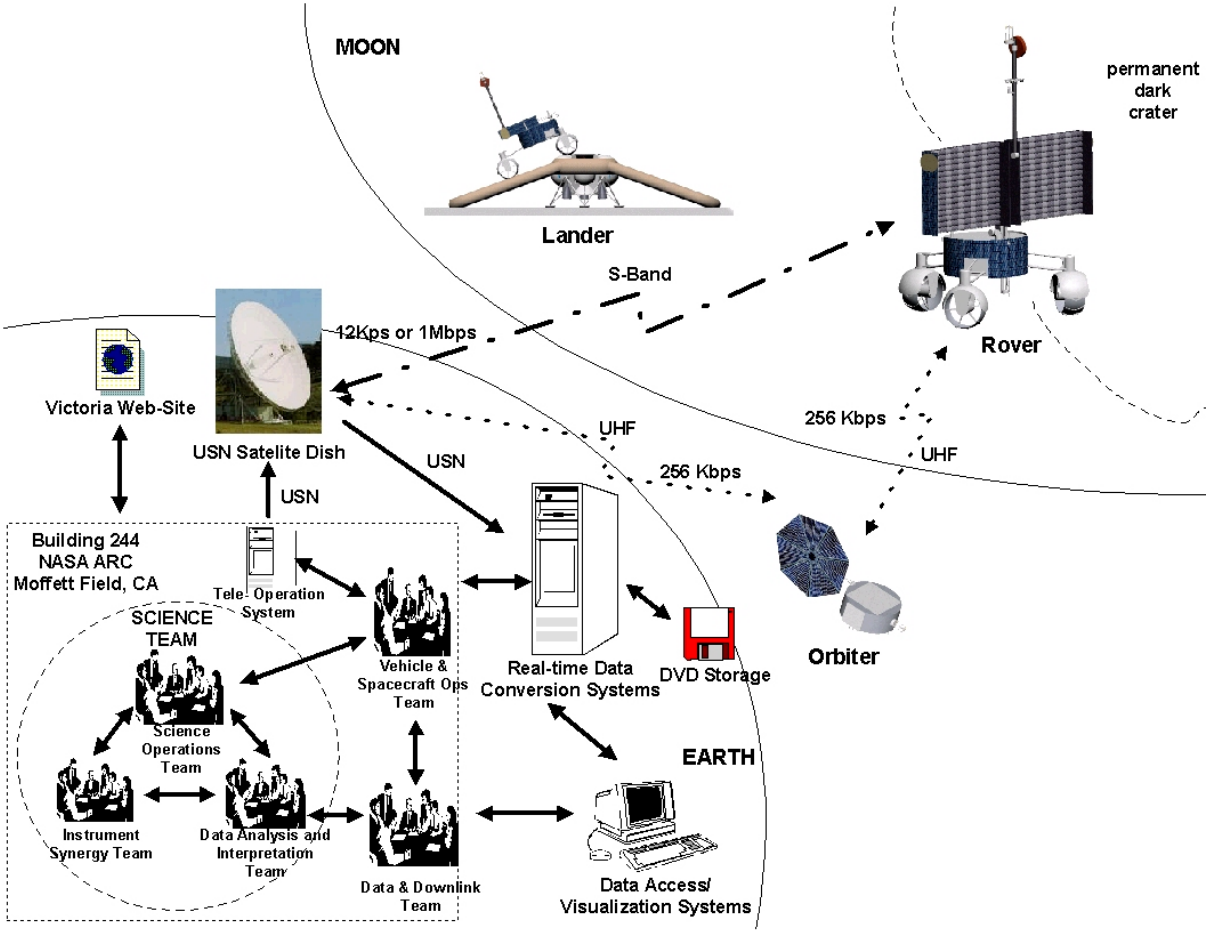 MOON
permanent
dark
crater
Lander
S-Band
12Kps or 1Mbps
Rover
Victoria Web-Site
USN Satelite Dish
UHF
256 Kbps
256 Kbps
UHF
USN
USN
Building 244
NASA ARC
Moffett Field, CA
Tele- Operation
System
SCIENCE
TEAM
Vehicle &
Spacecraft Ops
Team
Real-time Data
Conversion Systems
DVD Storage
Orbiter
Science
Operations
Team
EARTH
Instrument
Synergy Team
Data Analysis and
Interpretation
Team
Data & Downlink
Team
Data Access/
Visualization Systems